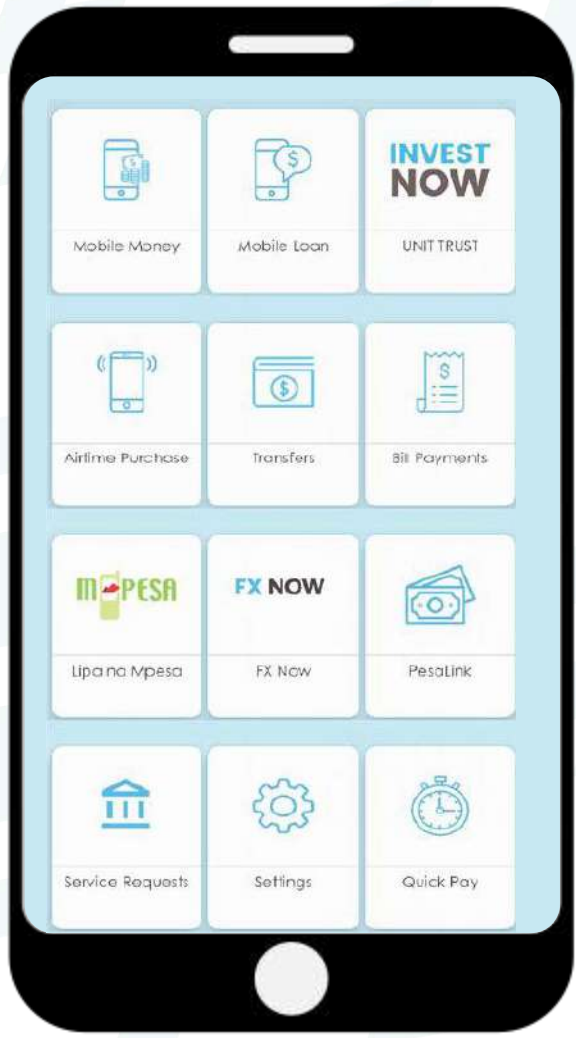 INVEST
NOW
Mobile Money
Mobile Loan
UNIT TRUST
$
Airtime Purchase
Transfers
Bill Payments
M-PESA
FX NOW
Lipa na Mpesa
FX Now
PesaLink
Service Requests
Settings
Quick Pay